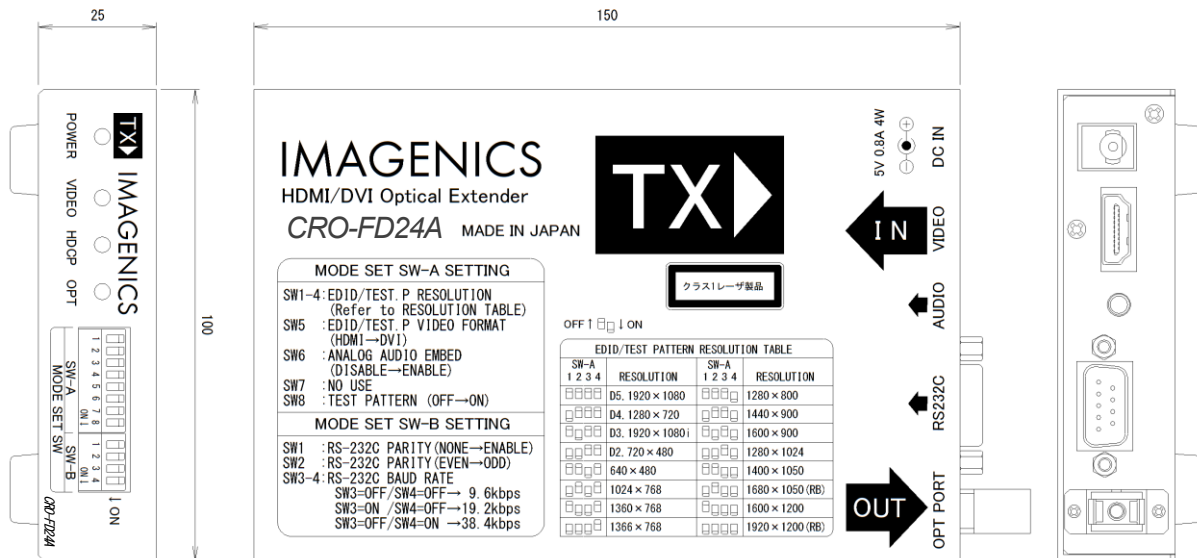 25
150
100
TX
IMAGENICS
POWER
VIDEO
HDCP
OPT
1 2 3 4 5 6 7 8
ON↓
SW-A
1 2 3 4
ON↓
SW-B
MODE SET SW
↓ON
CRO-FD24A
IMAGENICS
HDMI/DVI Optical Extender
CRO-FD24A MADE IN JAPAN
TX
クラス1レーザ製品
MODE SET SW-A SETTING
SW1-4:EDID/TEST.P RESOLUTION
(Refer to RESOLUTION TABLE)
SW5 :EDID/TEST.P VIDEO FORMAT
(HDMI→DVI)
SW6 :ANALOG AUDIO EMBED
(DISABLE→ENABLE)
SW7 :NO USE
SW8 :TEST PATTERN (OFF→ON)
MODE SET SW-B SETTING
SW1 :RS-232C PARITY(NONE→ENABLE)
SW2 :RS-232C PARITY(EVEN→ODD)
SW3-4:RS-232C BAUD RATE
SW3=OFF/SW4=OFF→ 9.6kbps
SW3=ON /SW4=OFF→19.2kbps
SW3=OFF/SW4=ON →38.4kbps
OFF↑ ↓ON
EDID/TEST PATTERN RESOLUTION TABLE
SW-A SW-A
1 2 3 4 RESOLUTION 1 2 3 4 RESOLUTION
D5.1920×1080 1280×800
D4.1280×720 1440×900
D3.1920×1080i 1600×900
D2.720×480 1280×1024
640×480 1400×1050
1024×768 1680×1050(RB)
1360×768 1600×1200
1366×768 1920×1200(RB)
5V 0.8A 4W
DC IN
IN
VIDEO
AUDIO
RS232C
OUT
OPT PORT